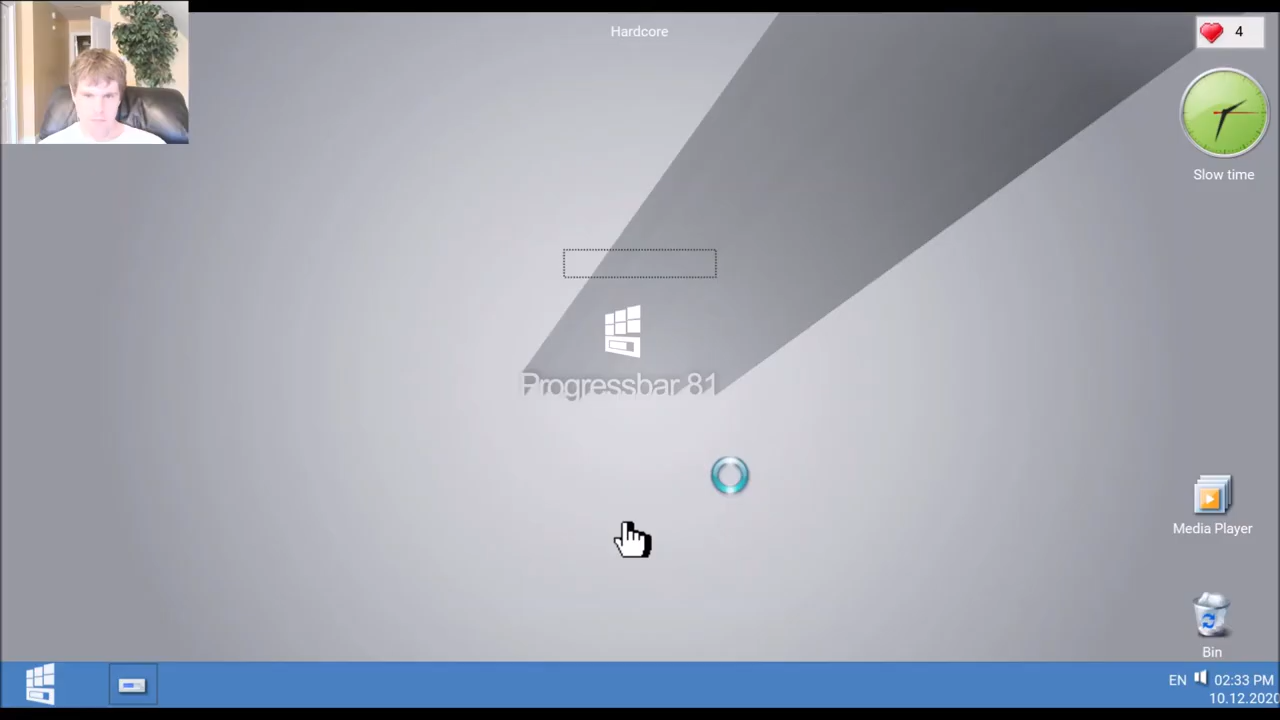 Hardcore
4
Slow time
Progressbar 81
Media Player
Bin
EN 02:33 PM
10.12.2020